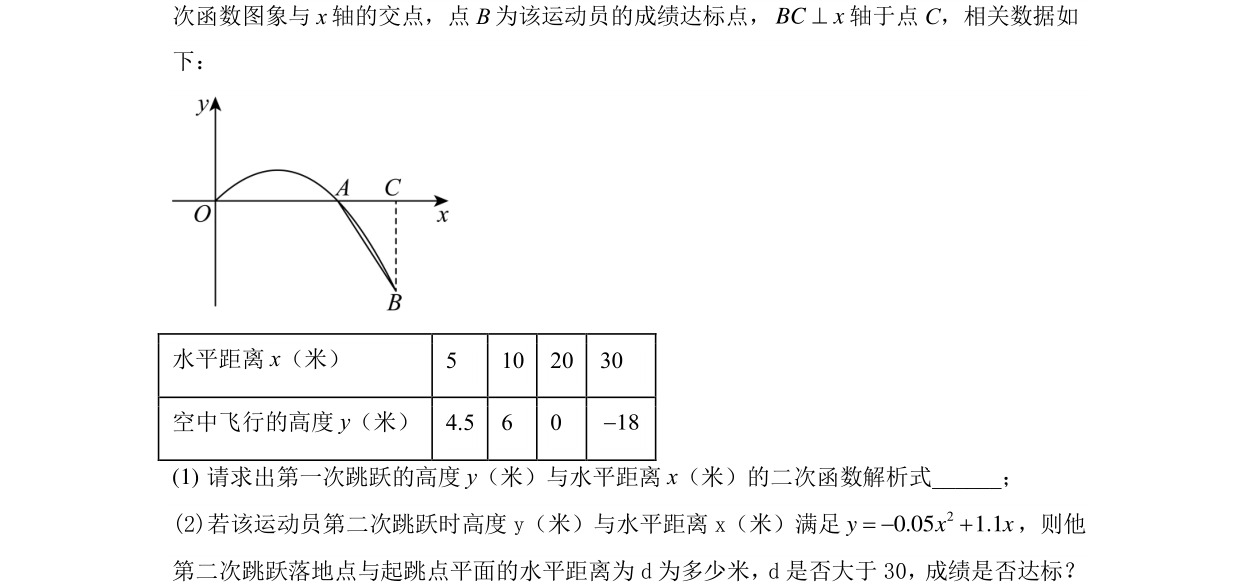 次函数图象与 x 轴的交点，点 B 为该运动员的成绩达标点，BC⊥x 轴于点 C，相关数据如
下：
y
A C
O x
B
水平距离 x（米） 5 10 20 30
空中飞行的高度 y（米） 4.5 6 0 −18
(1) 请求出第一次跳跃的高度 y（米）与水平距离 x（米）的二次函数解析式______；
(2)若该运动员第二次跳跃时高度 y（米）与水平距离 x（米）满足 y＝−0.05x²+1.1x，则他
第二次跳跃落地点与起跳点平面的水平距离为 d 为多少米，d 是否大于 30，成绩是否达标？